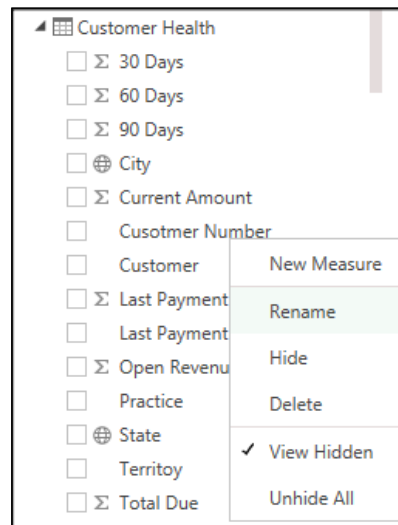 Customer Health
Σ 30 Days
Σ 60 Days
Σ 90 Days
City
Σ Current Amount
Cusotmer Number
Customer
Σ Last Payment
Last Payment
Σ Open Revenu
Practice
State
Territoy
Σ Total Due
New Measure
Rename
Hide
Delete
✓ View Hidden
Unhide All